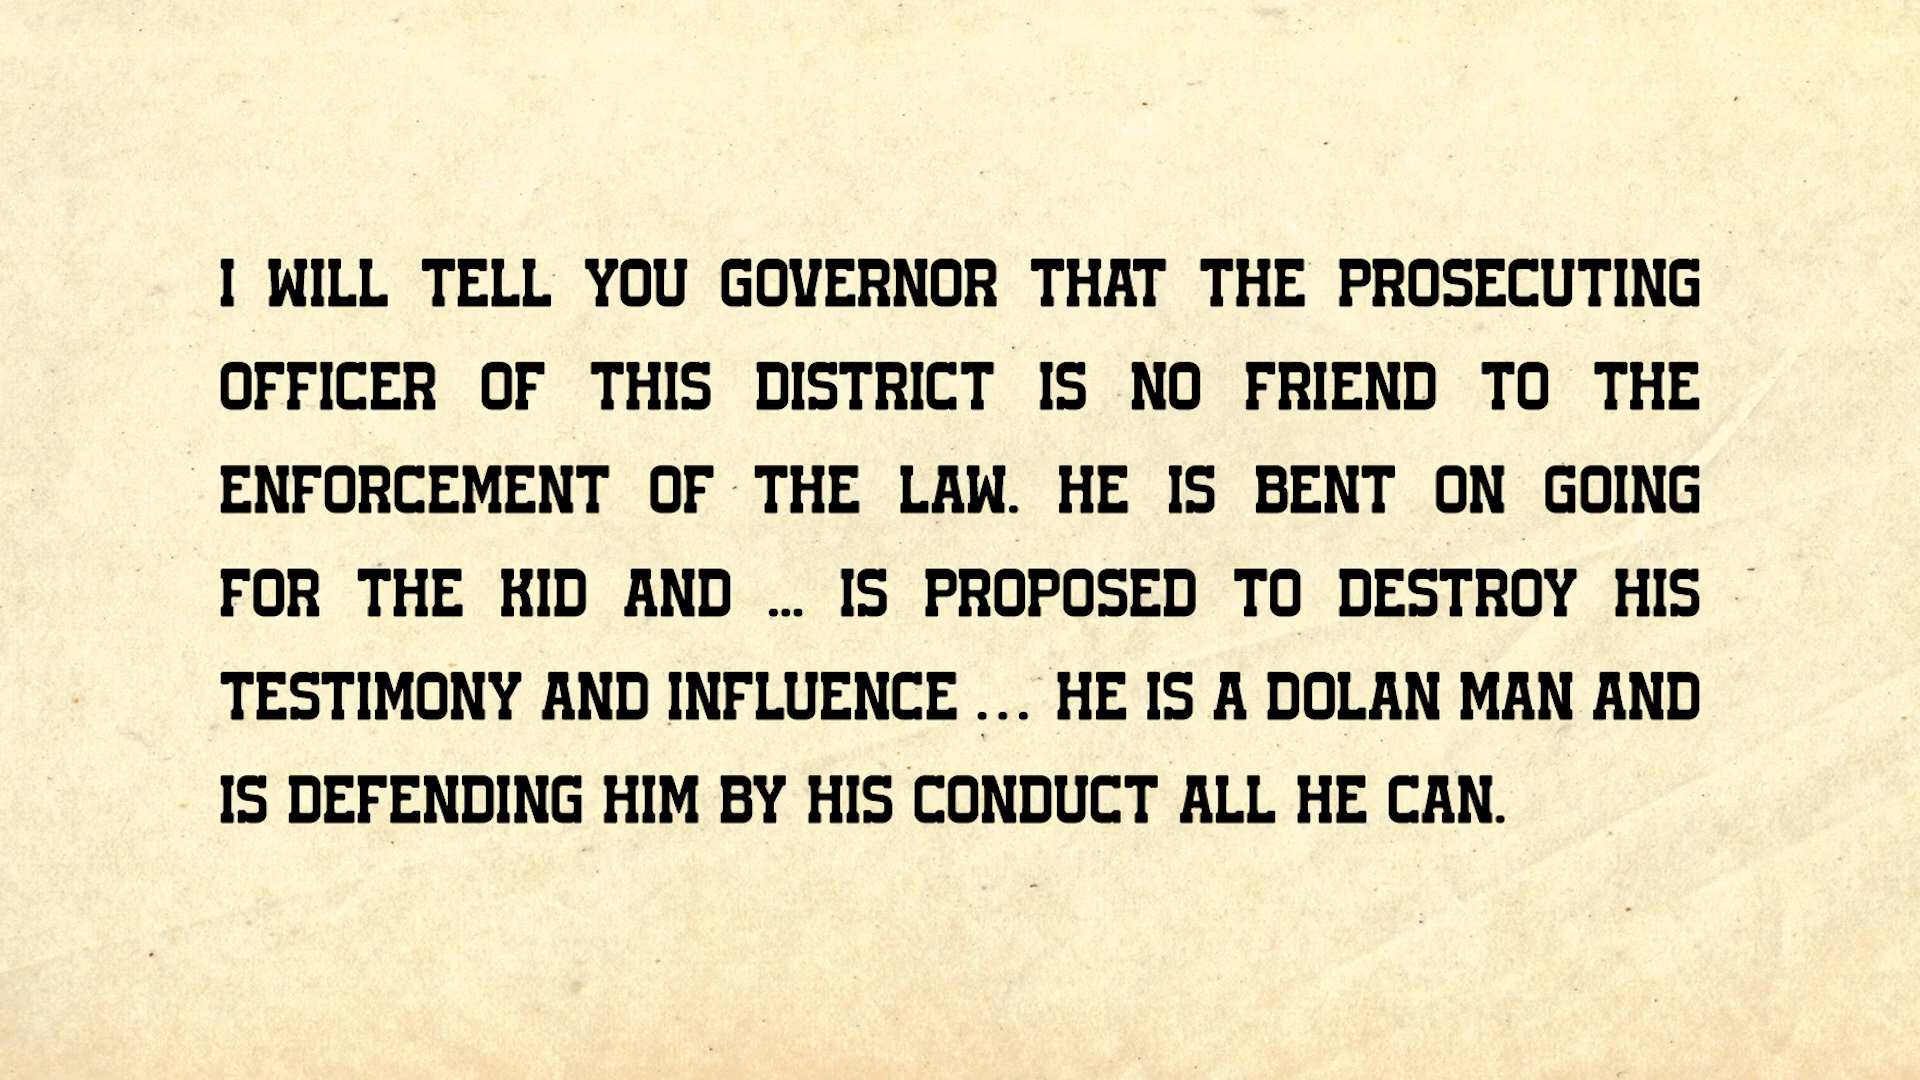 I WILL TELL YOU GOVERNOR THAT THE PROSECUTING
OFFICER OF THIS DISTRICT IS NO FRIEND TO THE
ENFORCEMENT OF THE LAW. HE IS BENT ON GOING
FOR THE KID AND ... IS PROPOSED TO DESTROY HIS
TESTIMONY AND INFLUENCE ... HE IS A DOLAN MAN AND
IS DEFENDING HIM BY HIS CONDUCT ALL HE CAN.